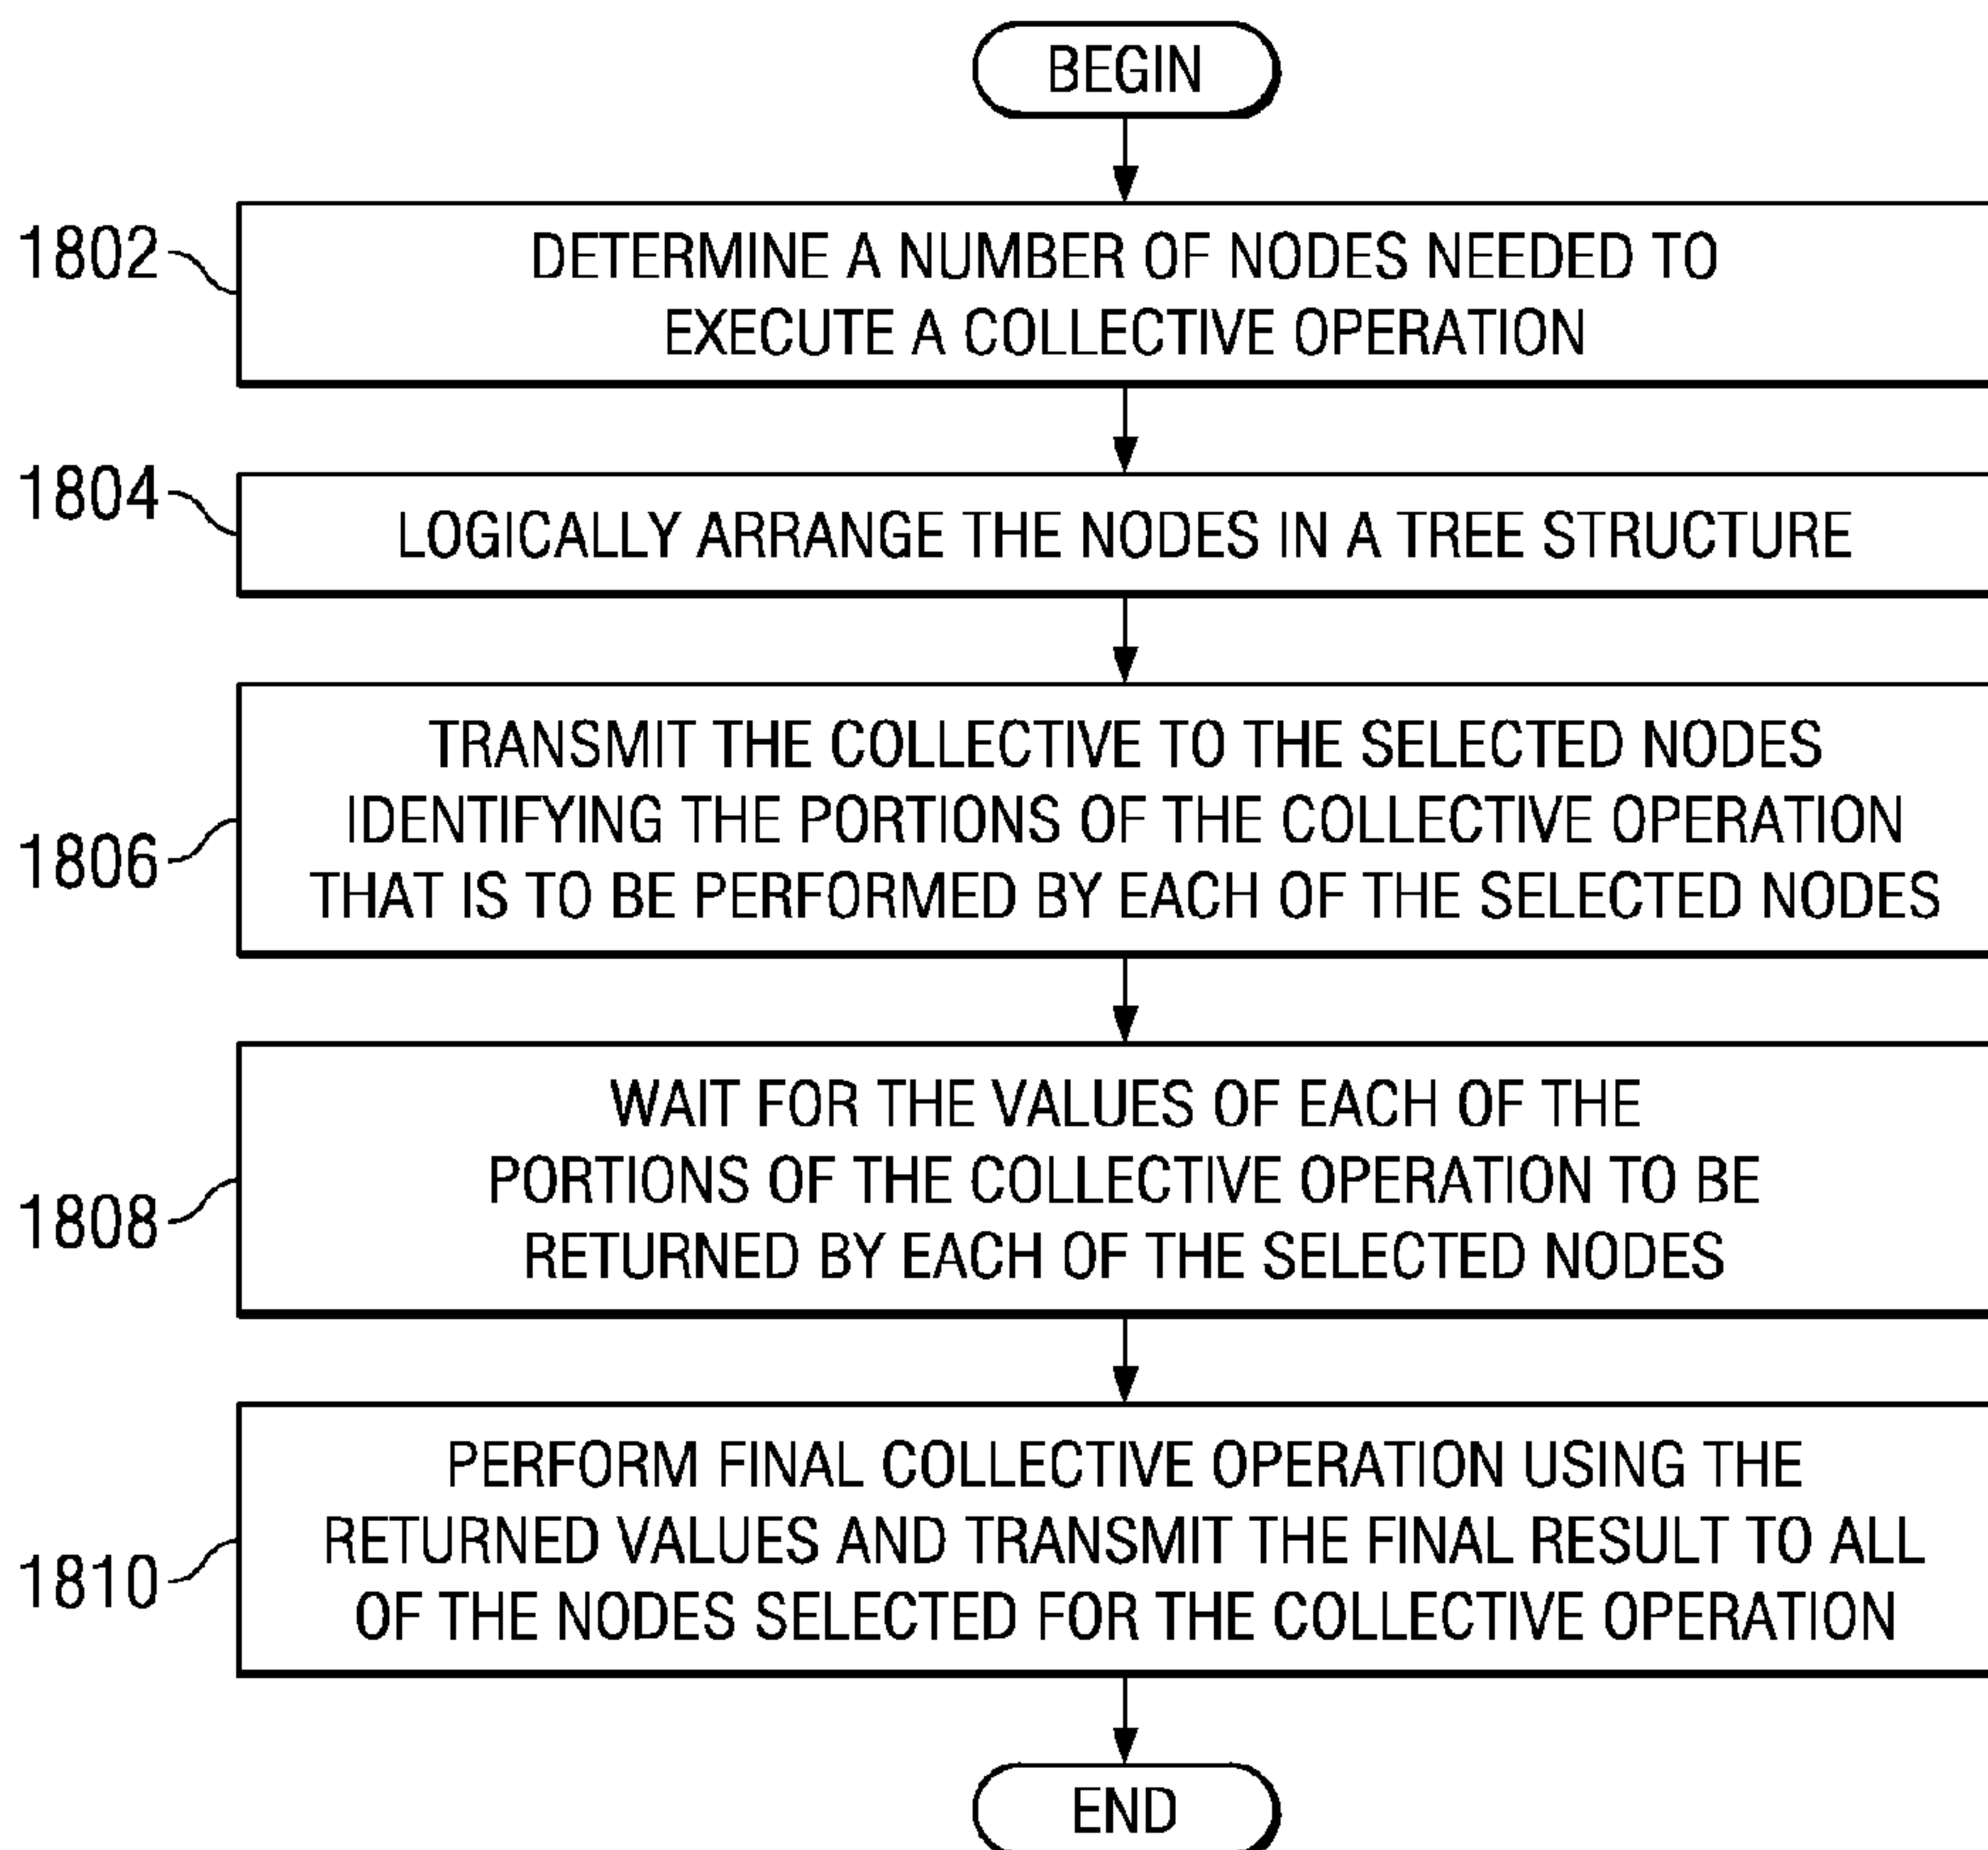 BEGIN
1802
DETERMINE A NUMBER OF NODES NEEDED TO
EXECUTE A COLLECTIVE OPERATION
1804
LOGICALLY ARRANGE THE NODES IN A TREE STRUCTURE
1806
TRANSMIT THE COLLECTIVE TO THE SELECTED NODES
IDENTIFYING THE PORTIONS OF THE COLLECTIVE OPERATION
THAT IS TO BE PERFORMED BY EACH OF THE SELECTED NODES
1808
WAIT FOR THE VALUES OF EACH OF THE
PORTIONS OF THE COLLECTIVE OPERATION TO BE
RETURNED BY EACH OF THE SELECTED NODES
1810
PERFORM FINAL COLLECTIVE OPERATION USING THE
RETURNED VALUES AND TRANSMIT THE FINAL RESULT TO ALL
OF THE NODES SELECTED FOR THE COLLECTIVE OPERATION
END